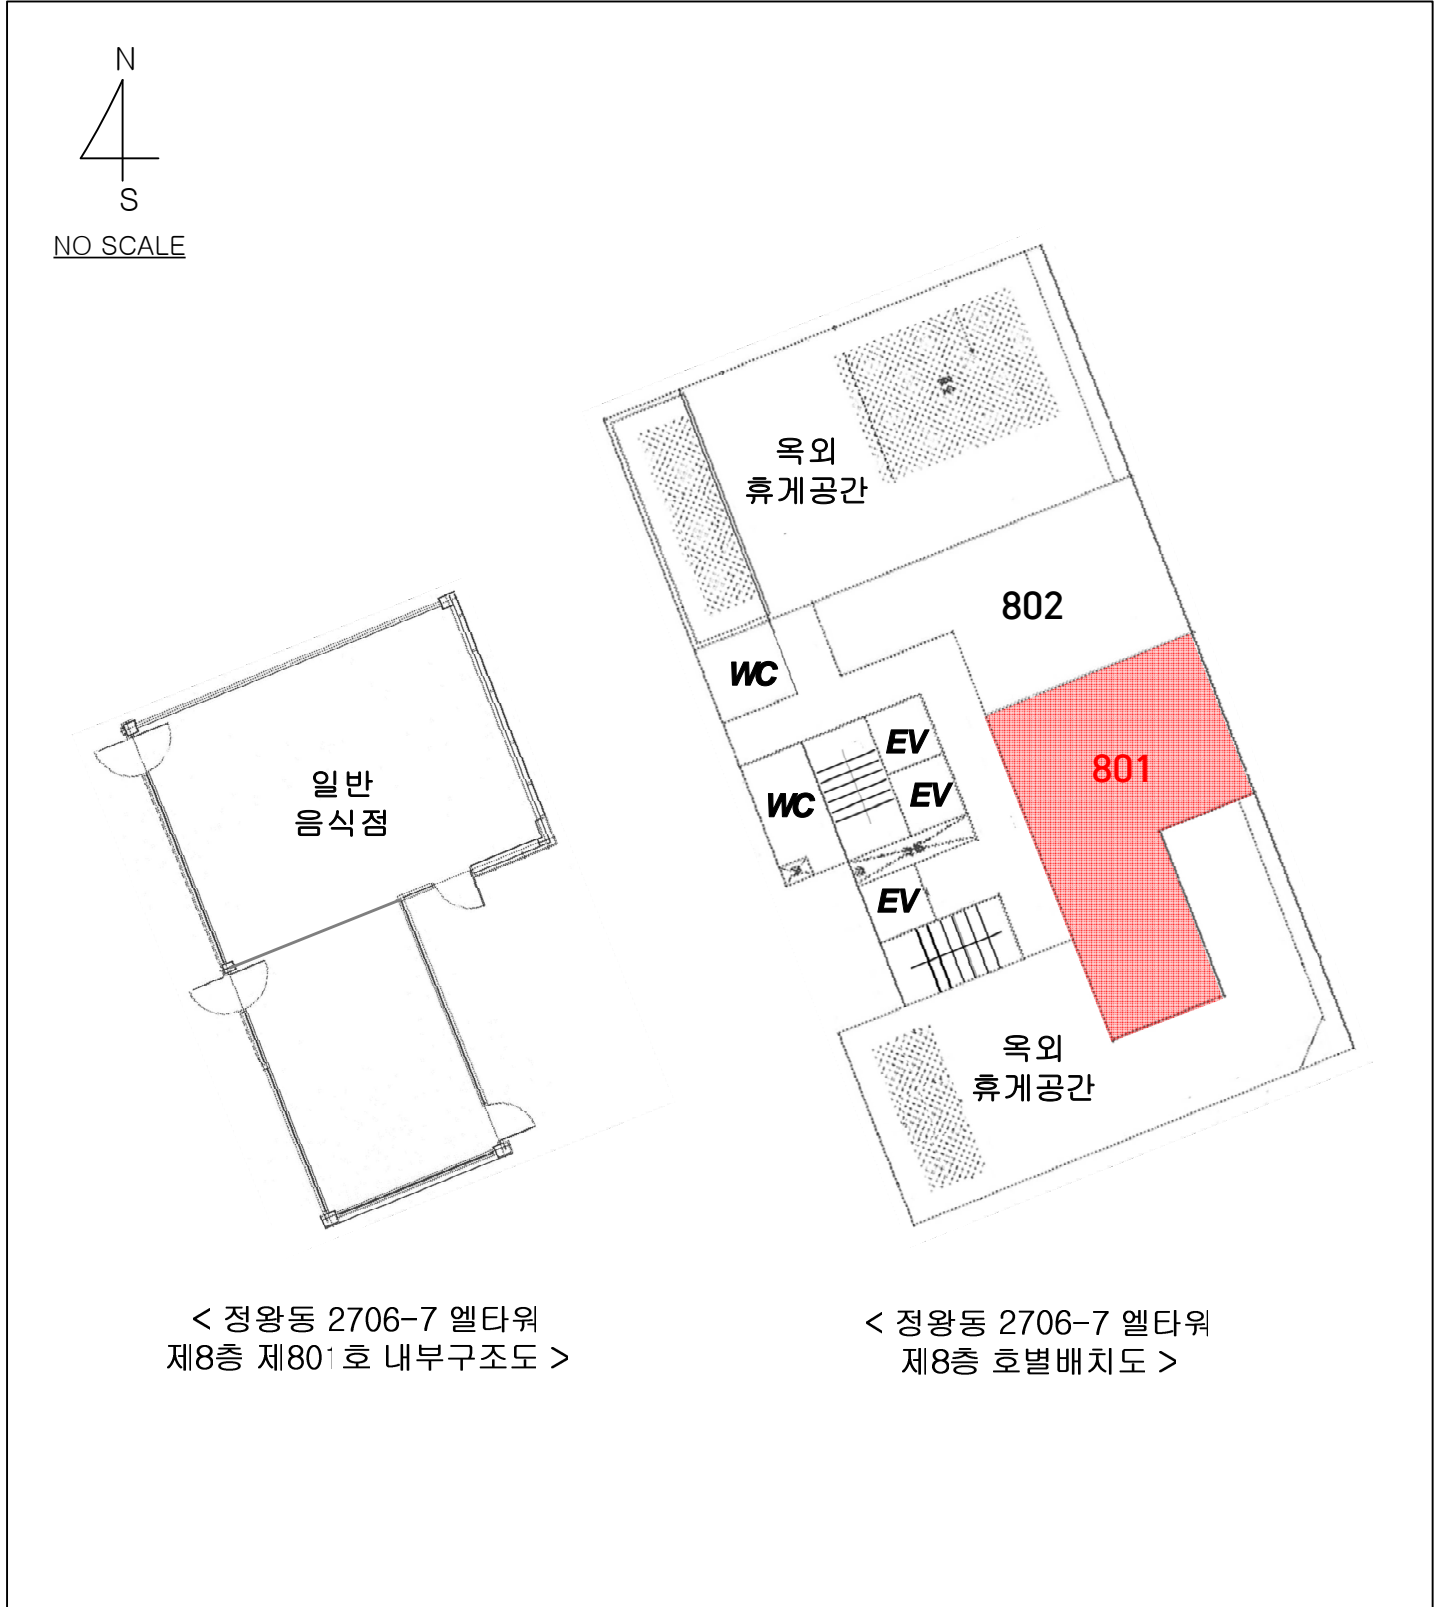 N
S
NO SCALE
옥외
휴게공간
802
WC
EV
801
일반
음식점
WC
EV
EV
옥외
휴게공간
< 정왕동 2706-7 엘타워
제8층 제801호 내부구조도 >
< 정왕동 2706-7 엘타워
제8층 호별배치도 >